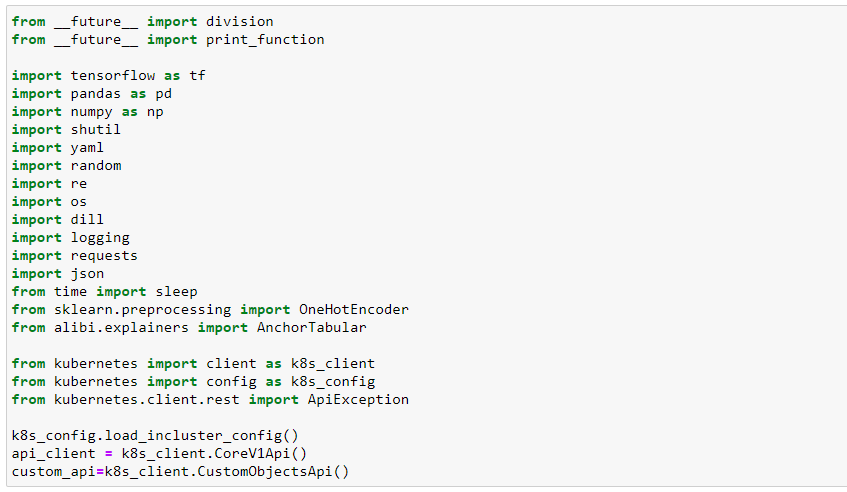 from __future__ import division
from __future__ import print_function
import tensorflow as tf
import pandas as pd
import numpy as np
import shutil
import yaml
import random
import re
import os
import dill
import logging
import requests
import json
from time import sleep
from sklearn.preprocessing import OneHotEncoder
from alibi.explainers import AnchorTabular
from kubernetes import client as k8s_client
from kubernetes import config as k8s_config
from kubernetes.client.rest import ApiException
k8s_config.load_incluster_config()
api_client = k8s_client.CoreV1Api()
custom_api=k8s_client.CustomObjectsApi()